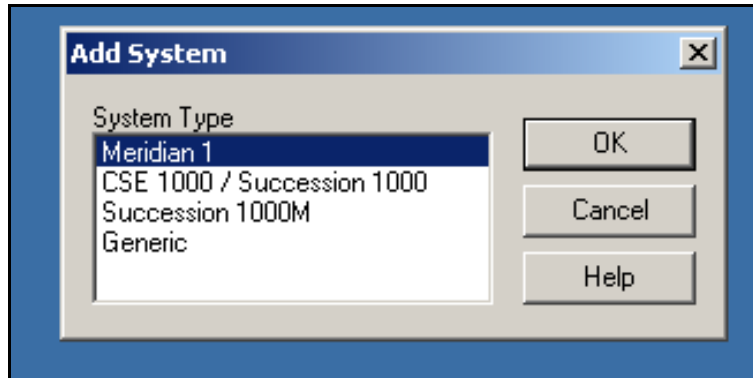 Add System
System Type
Meridian 1
CSE 1000 / Succession 1000
Succession 1000M
Generic
OK
Cancel
Help